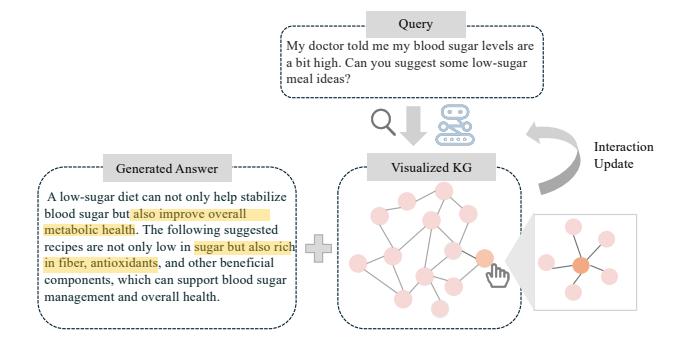 Query
My doctor told me my blood sugar levels are
a bit high. Can you suggest some low-sugar
meal ideas?
Interaction
Update
Generated Answer
A low-sugar diet can not only help stabilize
blood sugar but also improve overall
metabolic health. The following suggested
recipes are not only low in sugar but also rich
in fiber, antioxidants, and other beneficial
components, which can support blood sugar
management and overall health.
Visualized KG